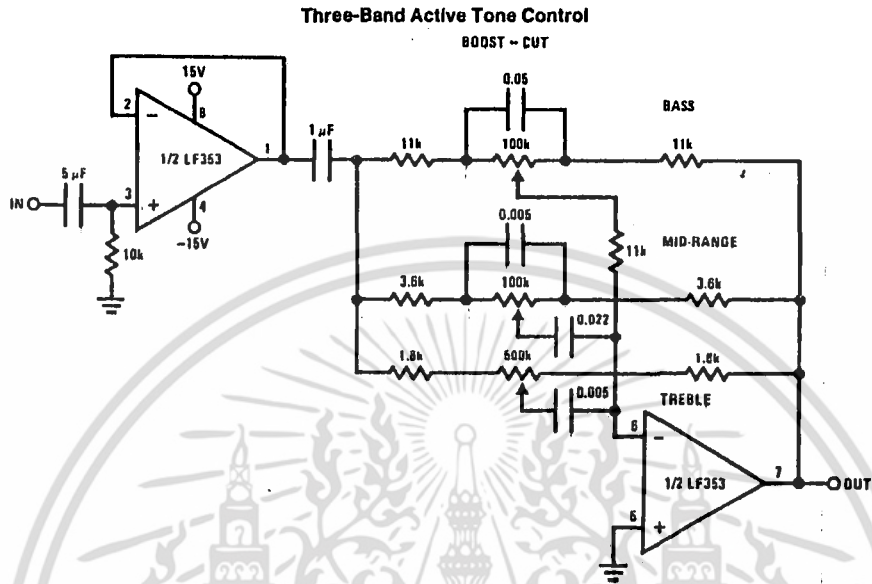 Three-Band Active Tone Control
BOOST – CUT
15V
0.05
BASS
2
8
1 µF
11k
100k
11k
1/2 LF353
1
5 µF
IN
3
4
-15V
10k
0.005
11k
MID-RANGE
3.6k
100k
3.6k
0.022
1.8k
500k
1.8k
0.005
TREBLE
6
1/2 LF353
7
OUT
5